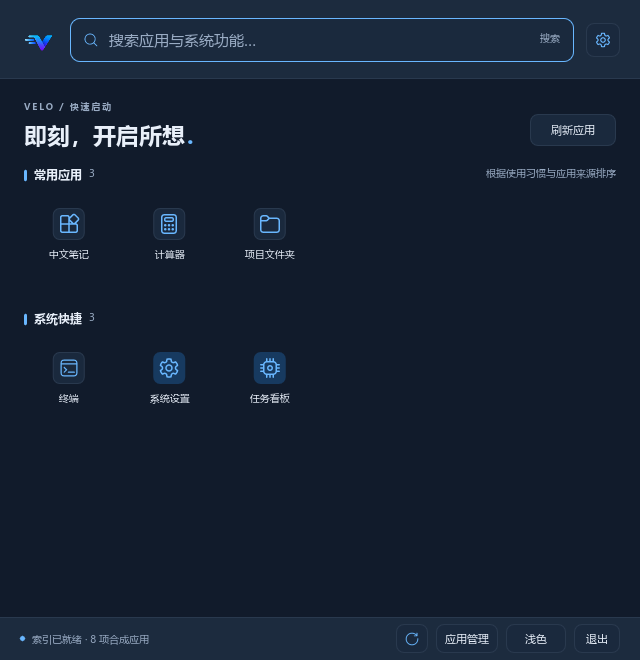 搜索应用与系统功能... 搜索
VELO / 快速启动
即刻，开启所想.
刷新应用
常用应用 3
根据使用习惯与应用来源排序
中文笔记 计算器 项目文件夹
系统快捷 3
终端 系统设置 任务看板
索引已就绪 · 8 项合成应用 应用管理 浅色 退出